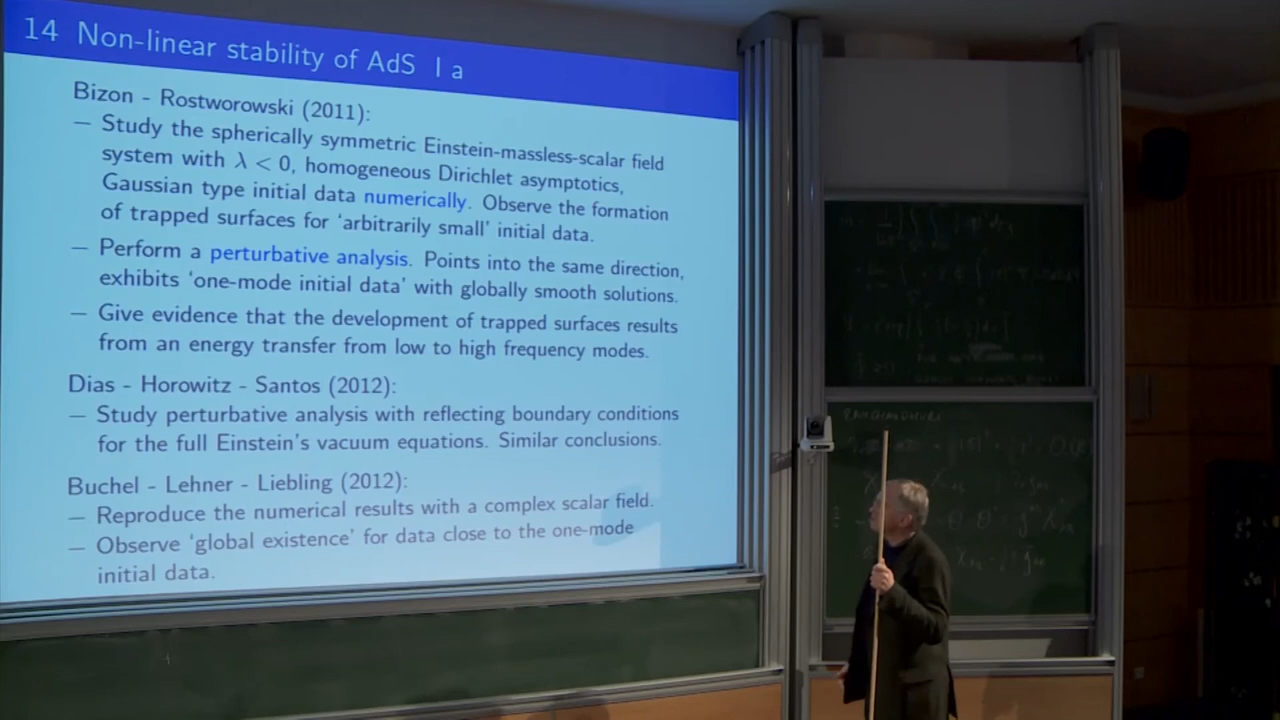 14 Non-linear stability of AdS I a
Bizon - Rostworowski (2011):
– Study the spherically symmetric Einstein-massless-scalar field
system with λ < 0, homogeneous Dirichlet asymptotics,
Gaussian type initial data numerically. Observe the formation
of trapped surfaces for ‘arbitrarily small’ initial data.
– Perform a perturbative analysis. Points into the same direction,
exhibits ‘one-mode initial data’ with globally smooth solutions.
– Give evidence that the development of trapped surfaces results
from an energy transfer from low to high frequency modes.
Dias - Horowitz - Santos (2012):
– Study perturbative analysis with reflecting boundary conditions
for the full Einstein's vacuum equations. Similar conclusions.
Buchel - Lehner - Liebling (2012):
– Reproduce the numerical results with a complex scalar field.
– Observe ‘global existence’ for data close to the one-mode
initial data.